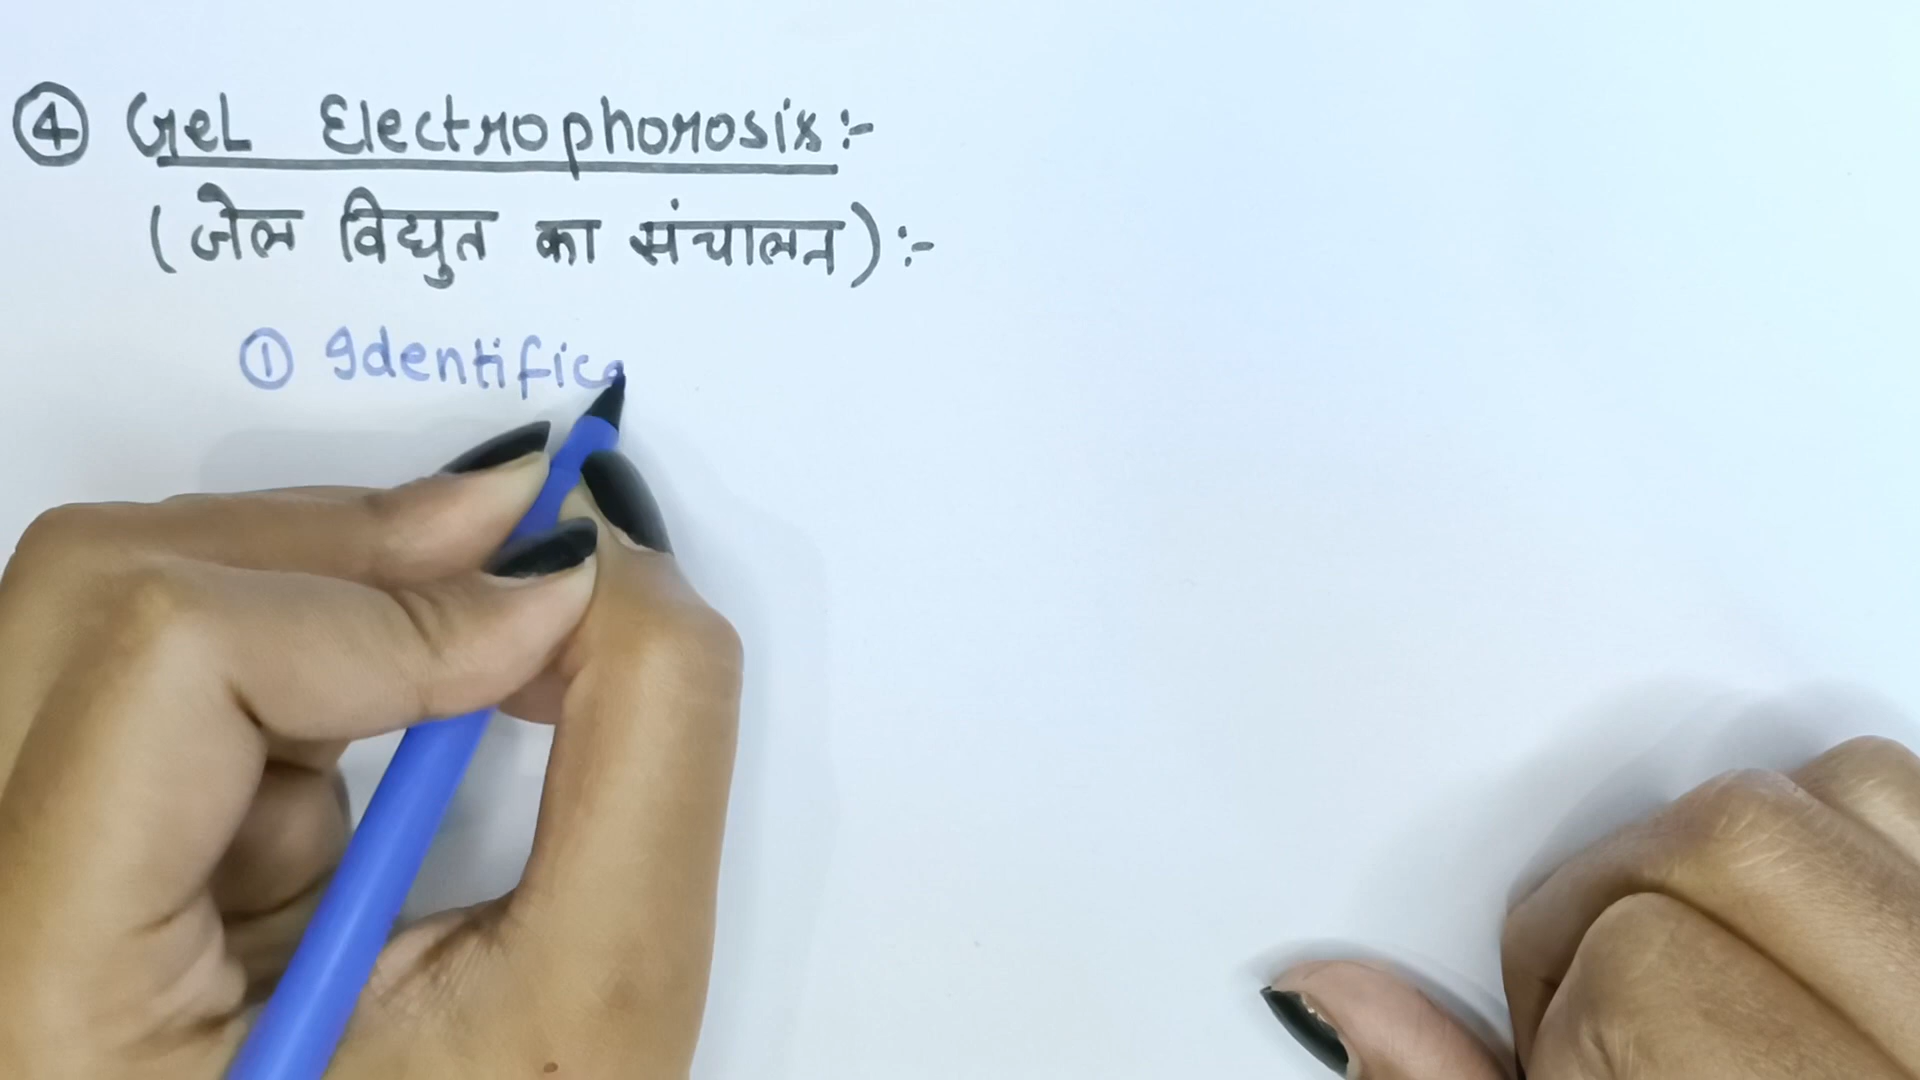 ④ Gel Electrophorosis:-
(जेल विद्युत का संचालन):-
① Identifica